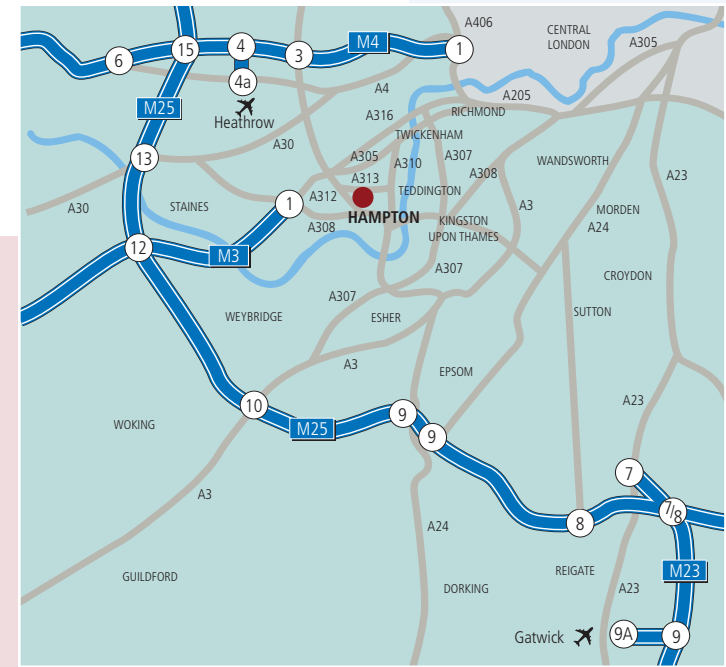 A406
CENTRAL
LONDON
A305
15
4
M4
1
6
3
4a
A4
A205
M25
Heathrow
A316
RICHMOND
TWICKENHAM
A30
13
A305
A310
A307
WANDSWORTH
A308
A23
A313
A312
TEDDINGTON
A30
STAINES
1
HAMPTON
A3
MORDEN
A308
KINGSTON
UPON THAMES
A24
12
M3
A307
CROYDON
A307
WEYBRIDGE
ESHER
SUTTON
A3
EPSOM
10
9
A23
WOKING
M25
9
7
A3
7/8
A24
8
GUILDFORD
REIGATE
M23
DORKING
A23
Gatwick
9A
9